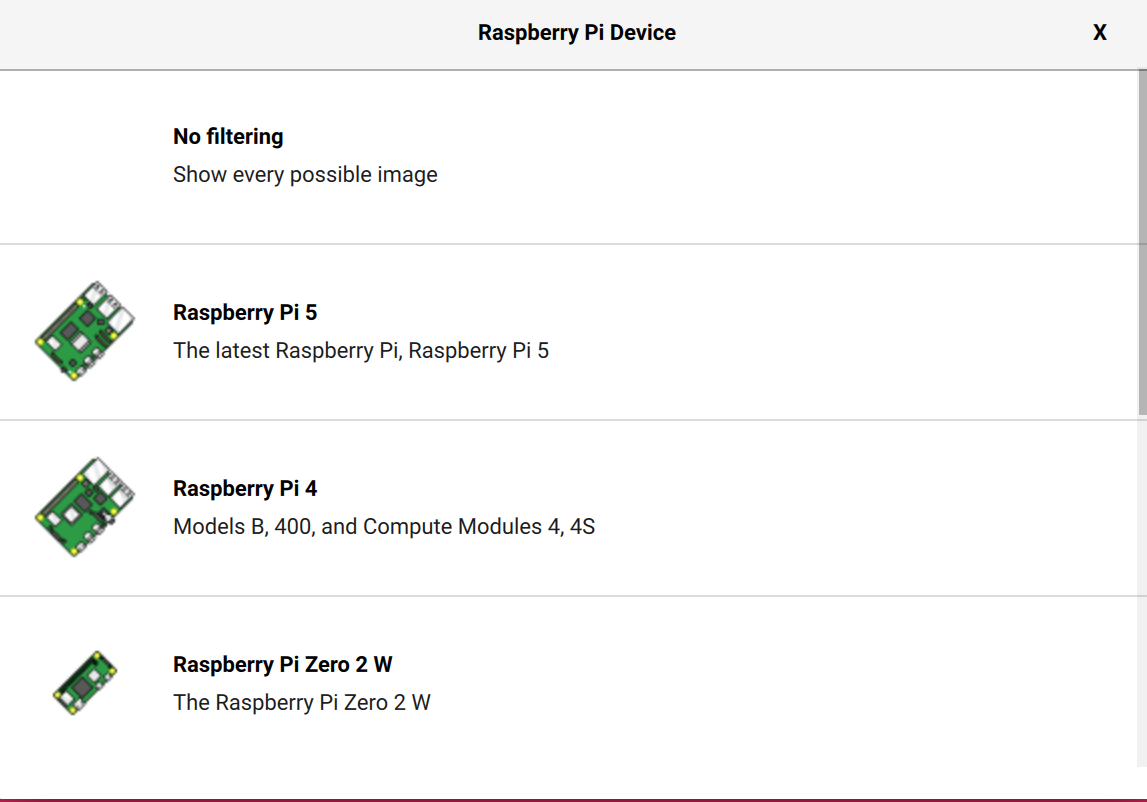 Raspberry Pi Device
X
No filtering
Show every possible image
Raspberry Pi 5
The latest Raspberry Pi, Raspberry Pi 5
Raspberry Pi 4
Models B, 400, and Compute Modules 4, 4S
Raspberry Pi Zero 2 W
The Raspberry Pi Zero 2 W